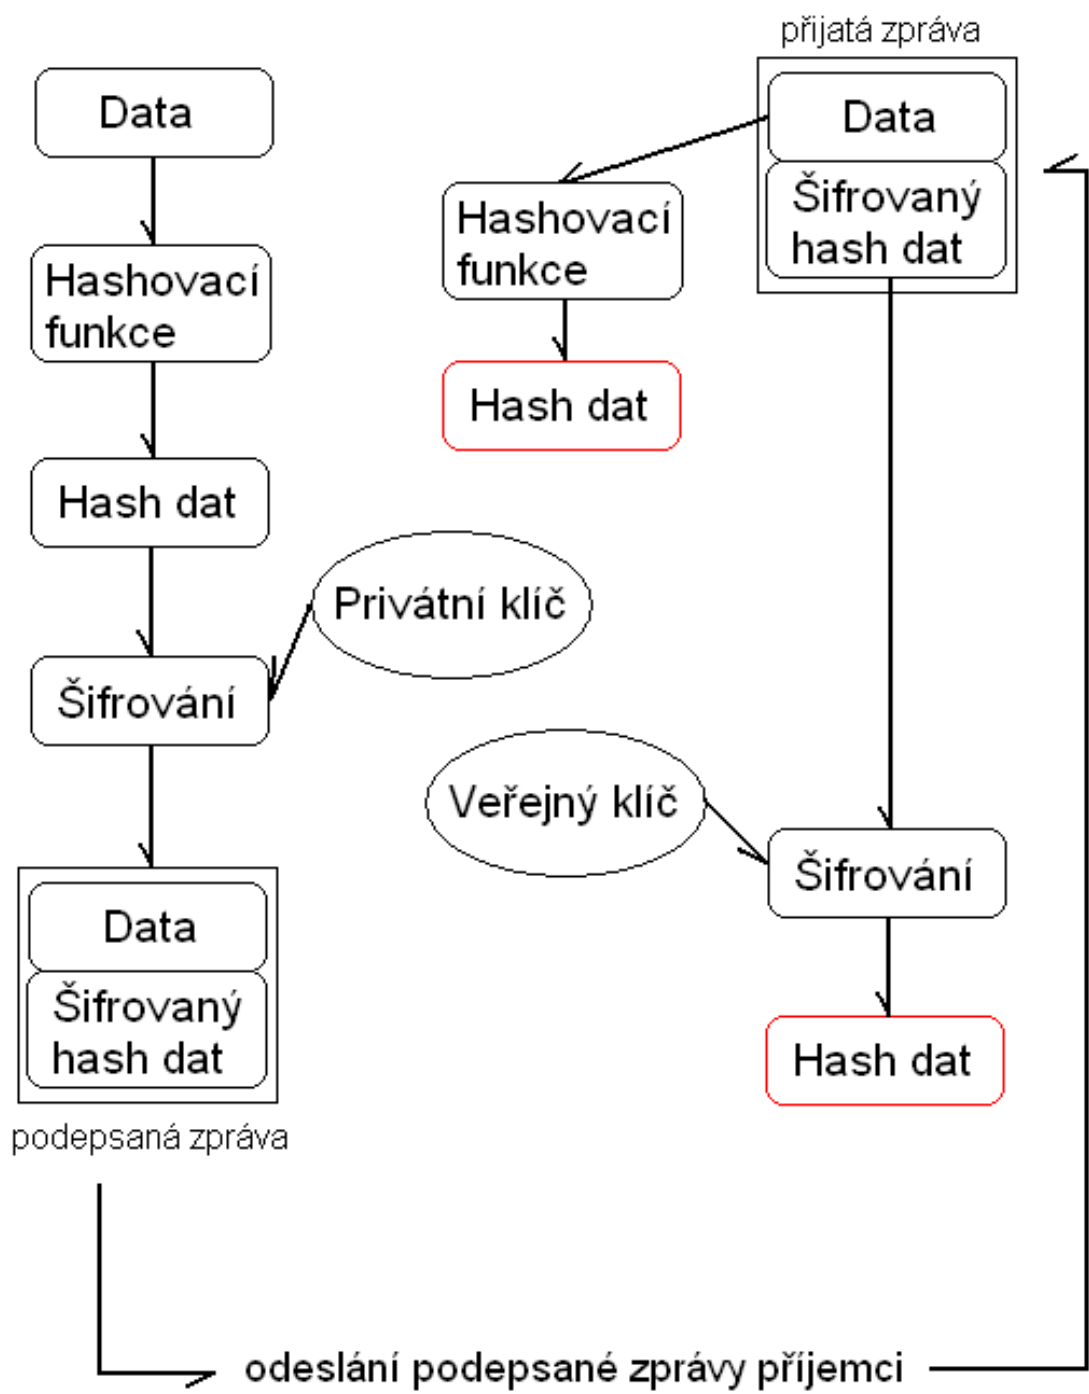 Data
Hashovací
funkce
Hash dat
Privátní klíč
Šifrování
Data
Šifrovaný
hash dat
podepsaná zpráva
odeslání podepsané zprávy příjemci
přijatá zpráva
Data
Šifrovaný
hash dat
Hashovací
funkce
Hash dat
Veřejný klíč
Šifrování
Hash dat